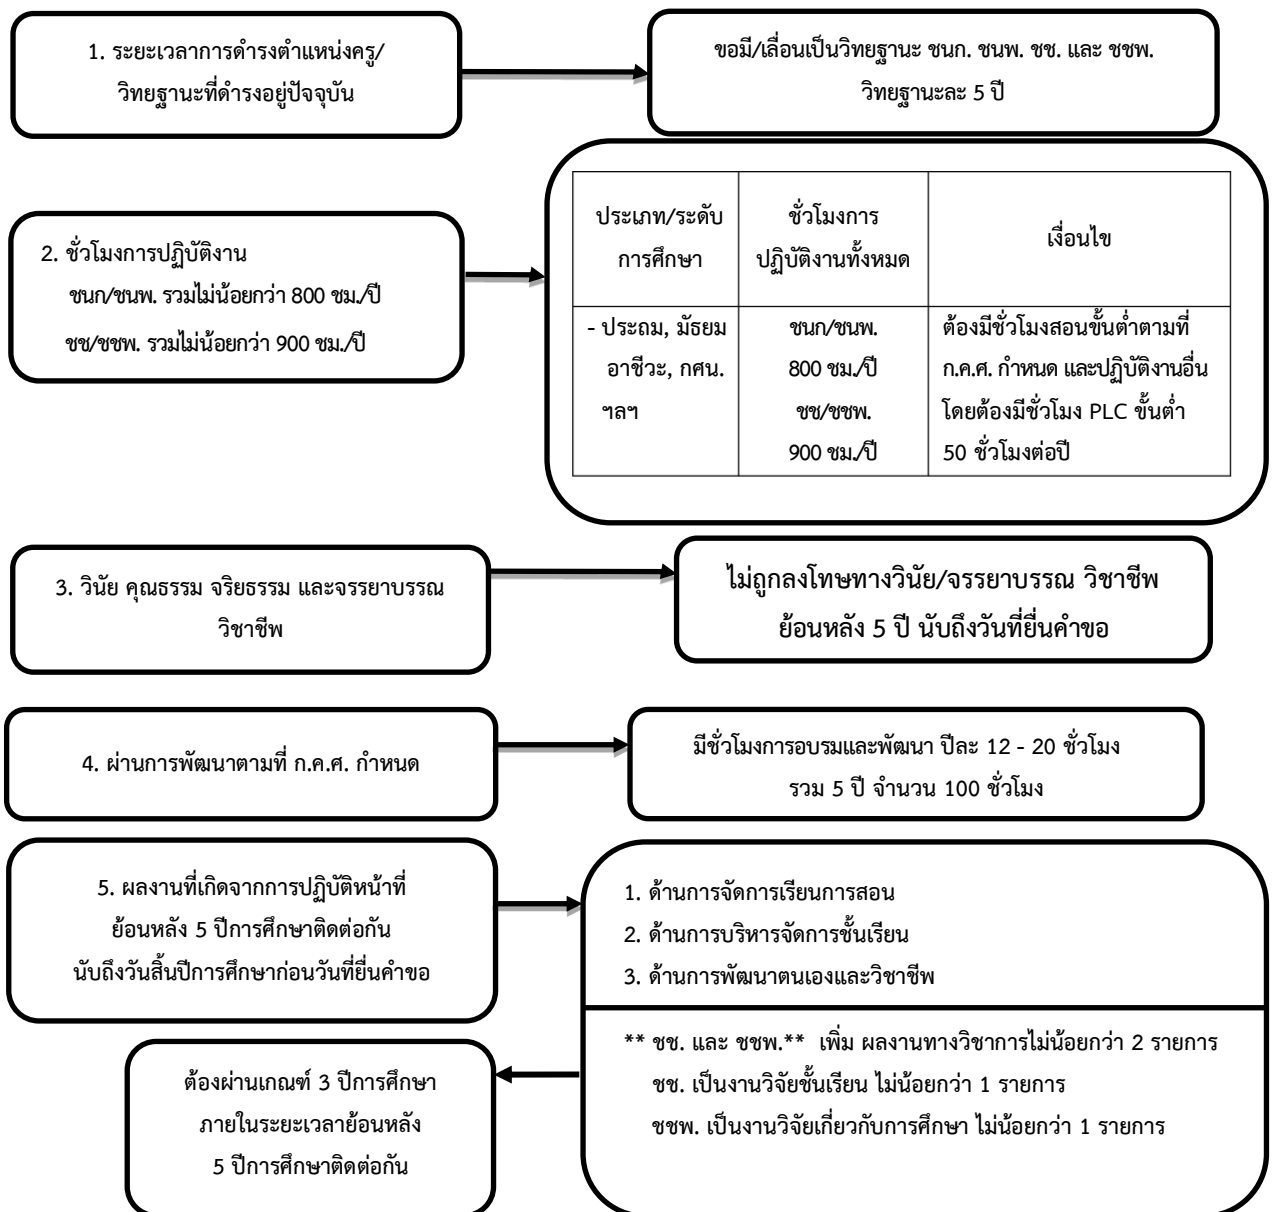 1. ระยะเวลาการดำรงตำแหน่งครู/
วิทยฐานะที่ดำรงอยู่ปัจจุบัน
ขอมี/เลื่อนเป็นวิทยฐานะ ชนก. ชนพ. ชช. และ ชชพ.
วิทยฐานะละ 5 ปี
2. ชั่วโมงการปฏิบัติงาน
ชนก/ชนพ. รวมไม่น้อยกว่า 800 ชม./ปี
ชช/ชชพ. รวมไม่น้อยกว่า 900 ชม./ปี
ประเภท/ระดับ
การศึกษา
ชั่วโมงการ
ปฏิบัติงานทั้งหมด
เงื่อนไข
- ประถม, มัธยม
อาชีวะ, กศน.
ฯลฯ
ชนก/ชนพ.
800 ชม./ปี
ชช/ชชพ.
900 ชม./ปี
ต้องมีชั่วโมงสอนขั้นต่ำตามที่
ก.ค.ศ. กำหนด และปฏิบัติงานอื่น
โดยต้องมีชั่วโมง PLC ขั้นต่ำ
50 ชั่วโมงต่อปี
3. วินัย คุณธรรม จริยธรรม และจรรยาบรรณ
วิชาชีพ
ไม่ถูกลงโทษทางวินัย/จรรยาบรรณ วิชาชีพ
ย้อนหลัง 5 ปี นับถึงวันที่ยื่นคำขอ
4. ผ่านการพัฒนาตามที่ ก.ค.ศ. กำหนด
มีชั่วโมงการอบรมและพัฒนา ปีละ 12 - 20 ชั่วโมง
รวม 5 ปี จำนวน 100 ชั่วโมง
5. ผลงานที่เกิดจากการปฏิบัติหน้าที่
ย้อนหลัง 5 ปีการศึกษาติดต่อกัน
นับถึงวันสิ้นปีการศึกษาก่อนวันที่ยื่นคำขอ
1. ด้านการจัดการเรียนการสอน
2. ด้านการบริหารจัดการชั้นเรียน
3. ด้านการพัฒนาตนเองและวิชาชีพ
** ชช. และ ชชพ.** เพิ่ม ผลงานทางวิชาการไม่น้อยกว่า 2 รายการ
ชช. เป็นงานวิจัยชั้นเรียน ไม่น้อยกว่า 1 รายการ
ชชพ. เป็นงานวิจัยเกี่ยวกับการศึกษา ไม่น้อยกว่า 1 รายการ
ต้องผ่านเกณฑ์ 3 ปีการศึกษา
ภายในระยะเวลาย้อนหลัง
5 ปีการศึกษาติดต่อกัน